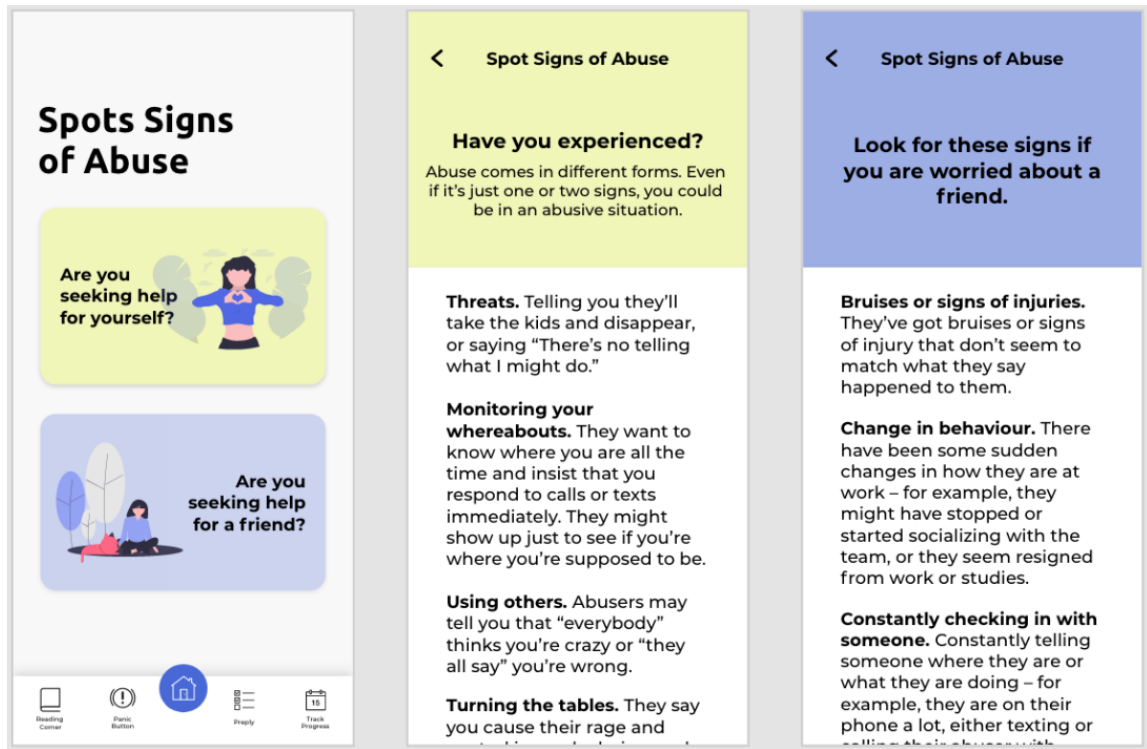 Spots Signs
of Abuse
Are you
seeking help
for yourself?
Are you
seeking help
for a friend?
Reading
Corner
Panic
Button
Preply
15
Track
Progress
Spot Signs of Abuse
Have you experienced?
Abuse comes in different forms. Even
if it's just one or two signs, you could
be in an abusive situation.
Threats. Telling you they'll
take the kids and disappear,
or saying “There's no telling
what I might do.”
Monitoring your
whereabouts. They want to
know where you are all the
time and insist that you
respond to calls or texts
immediately. They might
show up just to see if you're
where you're supposed to be.
Using others. Abusers may
tell you that “everybody”
thinks you're crazy or “they
all say” you're wrong.
Turning the tables. They say
you cause their rage and
Spot Signs of Abuse
Look for these signs if
you are worried about a
friend.
Bruises or signs of injuries.
They've got bruises or signs
of injury that don't seem to
match what they say
happened to them.
Change in behaviour. There
have been some sudden
changes in how they are at
work – for example, they
might have stopped or
started socializing with the
team, or they seem resigned
from work or studies.
Constantly checking in with
someone. Constantly telling
someone where they are or
what they are doing – for
example, they are on their
phone a lot, either texting or
calling their abuser with